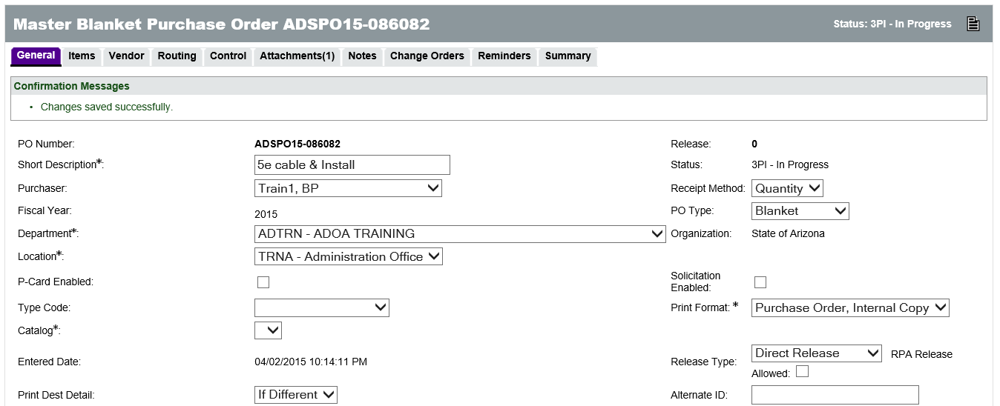 Master Blanket Purchase Order ADSPO15-086082
Status: 3PI - In Progress
General Items Vendor Routing Control Attachments(1) Notes Change Orders Reminders Summary
Confirmation Messages
• Changes saved successfully.
PO Number: ADSPO15-086082 Release: 0
Short Description*: 5e cable & Install Status: 3PI - In Progress
Purchaser: Train1, BP Receipt Method: Quantity
Fiscal Year: 2015 PO Type: Blanket
Department*: ADTRN - ADOA TRAINING Organization: State of Arizona
Location*: TRNA - Administration Office
P-Card Enabled: Solicitation
Enabled:
Type Code: Print Format: * Purchase Order, Internal Copy
Catalog*:
Entered Date: 04/02/2015 10:14:11 PM Release Type: Direct Release RPA Release
Allowed:
Print Dest Detail: If Different Alternate ID: